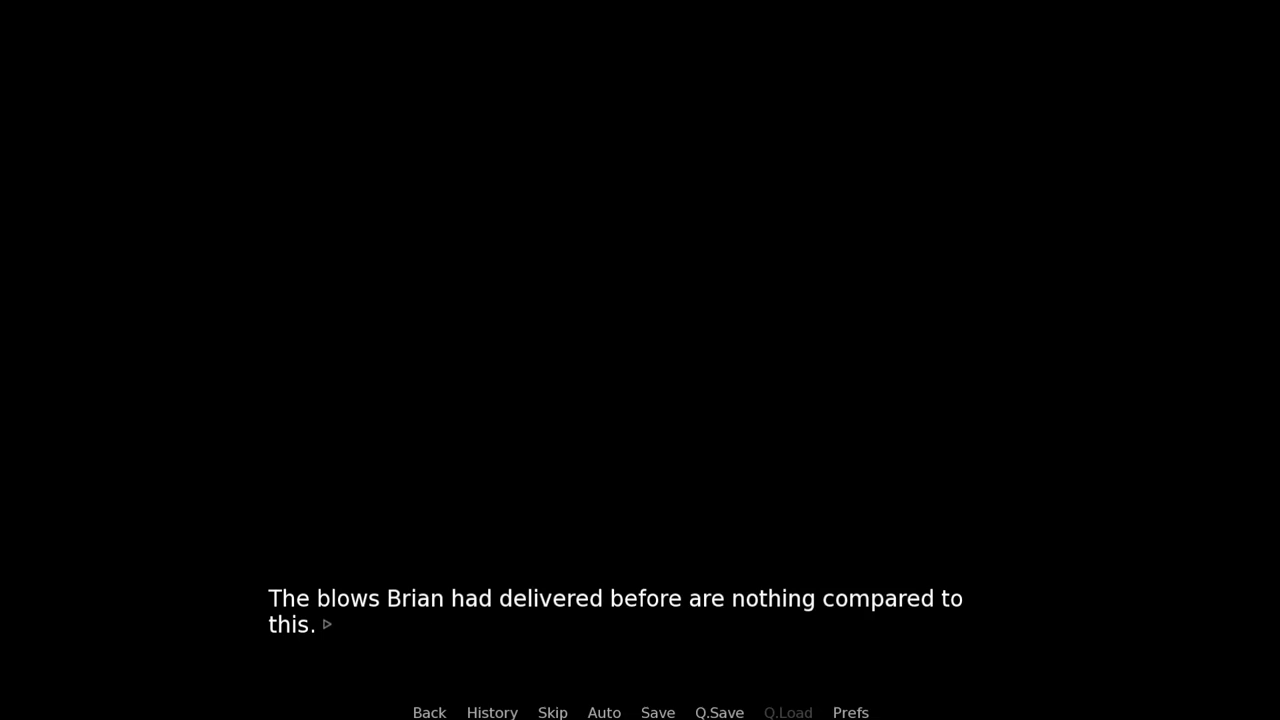 The blows Brian had delivered before are nothing compared to
this.
Back History Skip Auto Save Q.Save Q.Load Prefs